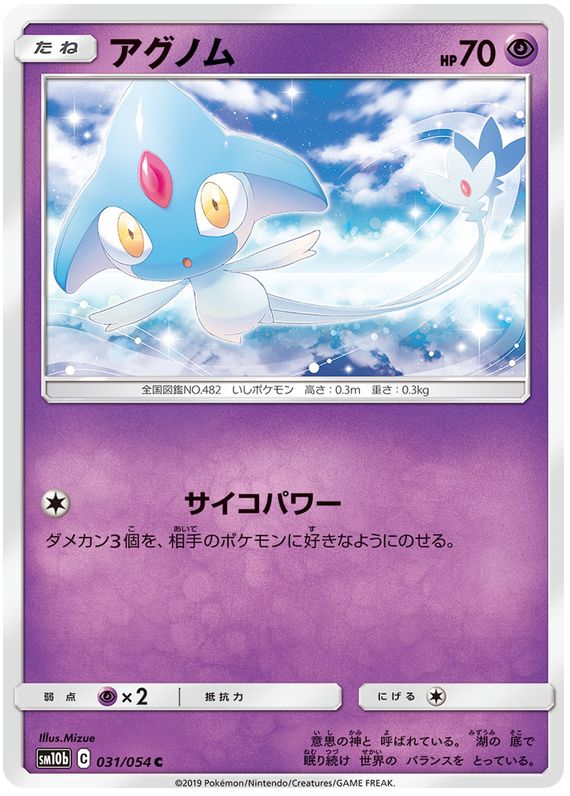 たね アグノム HP70
全国図鑑NO.482 いしポケモン 高さ：0.3m 重さ：0.3kg
サイコパワー
ダメカン3個を、相手のポケモンに好きなようにのせる。
弱点 ×2 抵抗力 にげる
Illus.Mizue
意思の神と 呼ばれている。 湖の 底で
眠り続け 世界の バランスを とっている。
sm10b C 031/054 C
©2019 Pokémon/Nintendo/Creatures/GAME FREAK.